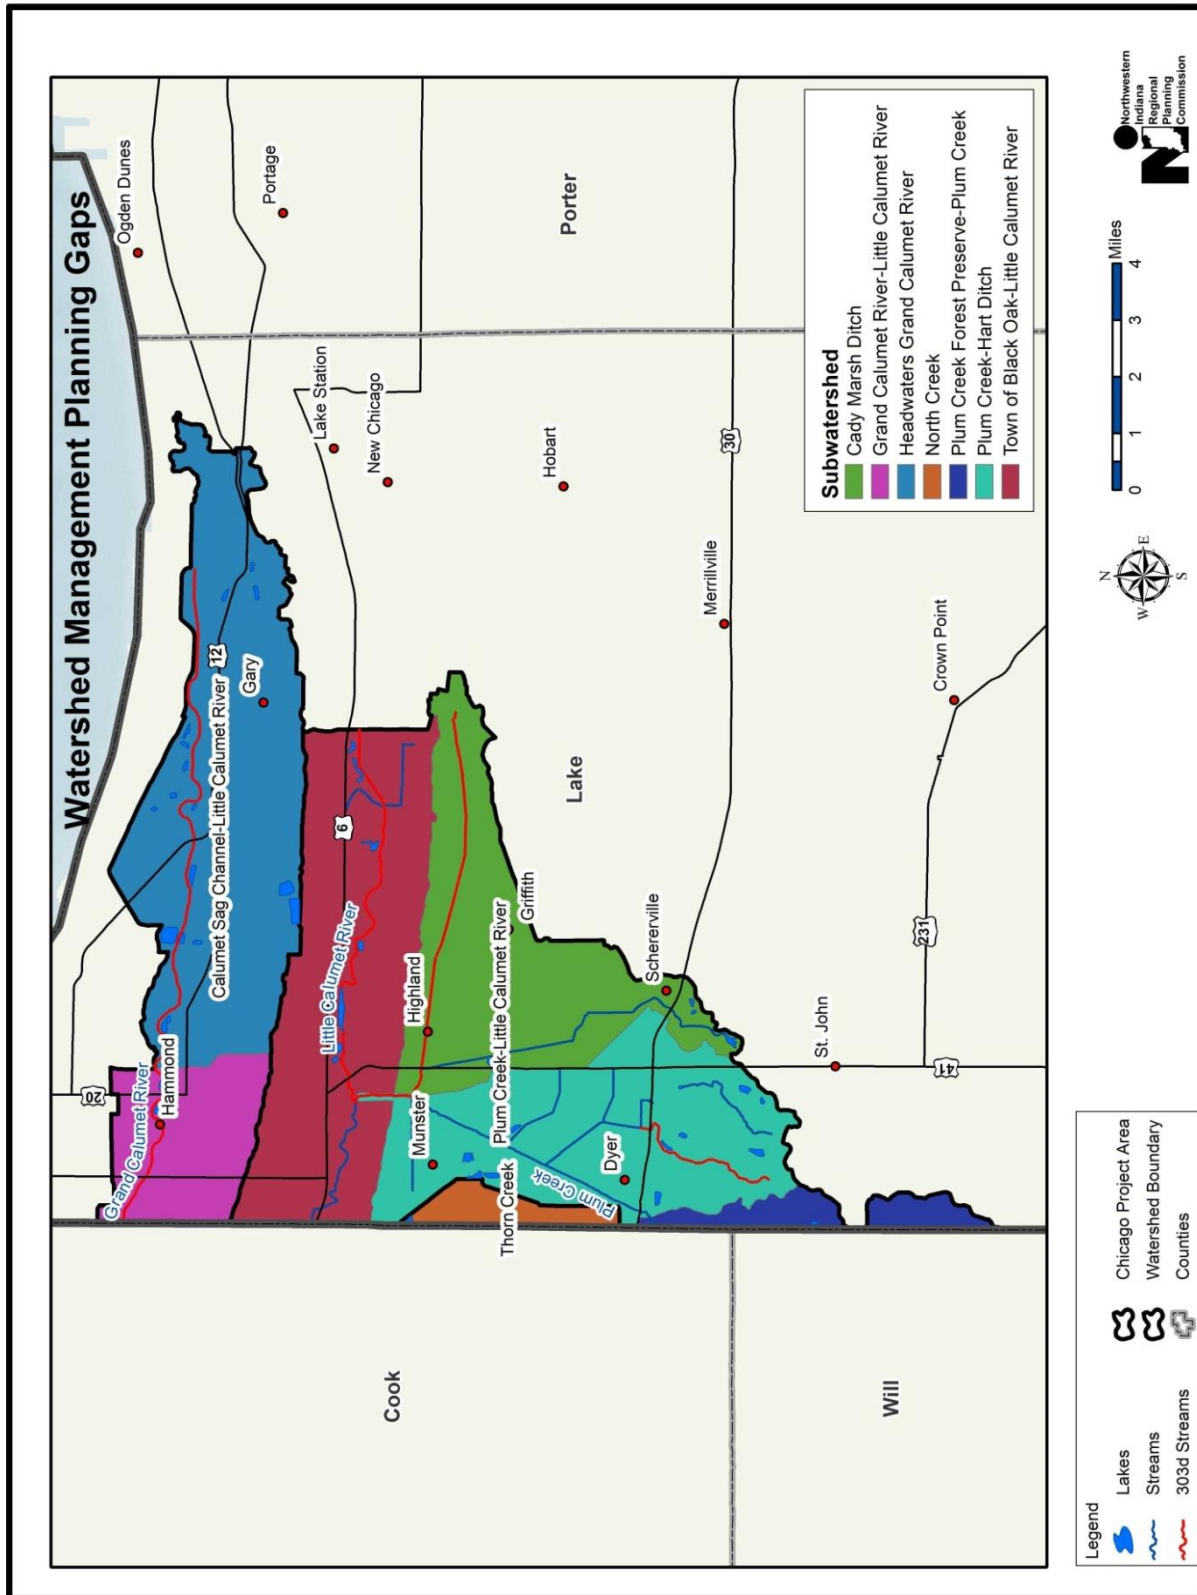 Watershed Management Planning Gaps
Ogden Dunes
Portage
Porter
Lake Station
New Chicago
Hobart
30
Merrillville
Crown Point
12
Gary
Calumet Sag Channel-Little Calumet River
6
Lake
Little Calumet River
Highland
Griffith
Plum Creek-Little Calumet River
Schererville
231
St. John
41
20
Hammond
Grand Calumet River
Munster
Thorn Creek
Plum Creek
Dyer
Cook
Will
Subwatershed
Cady Marsh Ditch
Grand Calumet River-Little Calumet River
Headwaters Grand Calumet River
North Creek
Plum Creek Forest Preserve-Plum Creek
Plum Creek-Hart Ditch
Town of Black Oak-Little Calumet River
Legend
Lakes
Streams
303d Streams
Chicago Project Area
Watershed Boundary
Counties
N
W
E
S
0 1 2 3 4
Miles
Northwestern
Indiana
Regional
Planning
Commission